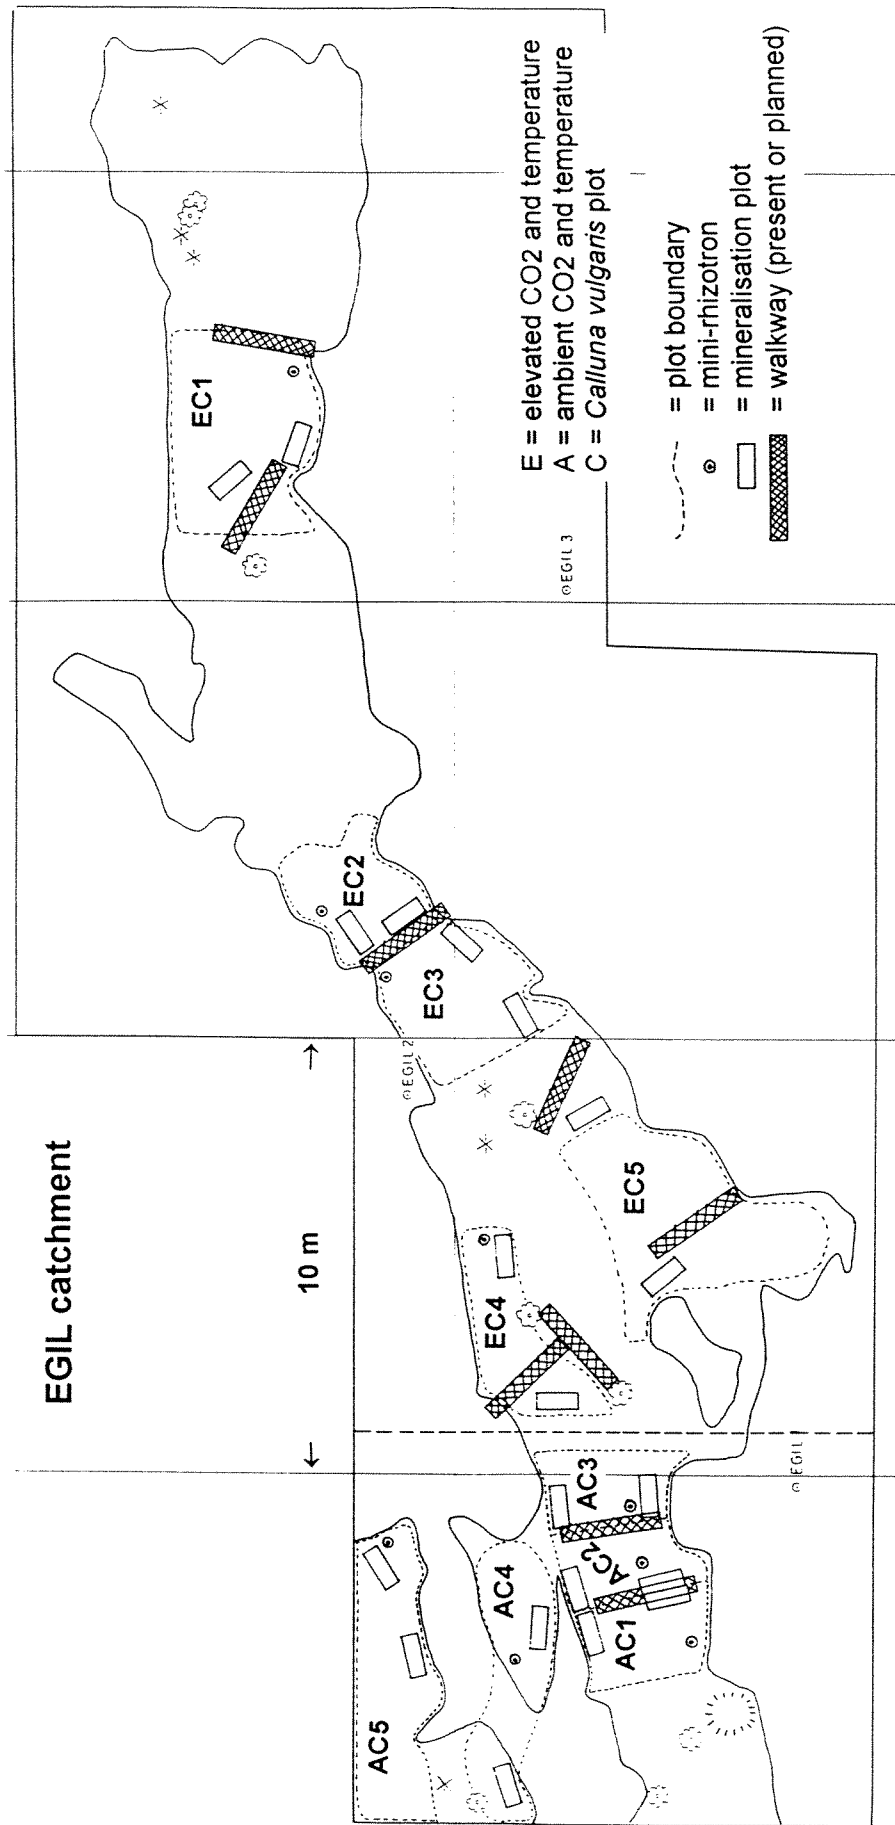 EGIL catchment
10 m
AC5
AC4
AC1
AC2
AC3
EC4
EC5
EC3
EC2
EC1
⊙EGIL 1
⊙EGIL 2
⊙EGIL 3
E = elevated CO2 and temperature
A = ambient CO2 and temperature
C = Calluna vulgaris plot
= plot boundary
= mini-rhizotron
= mineralisation plot
= walkway (present or planned)